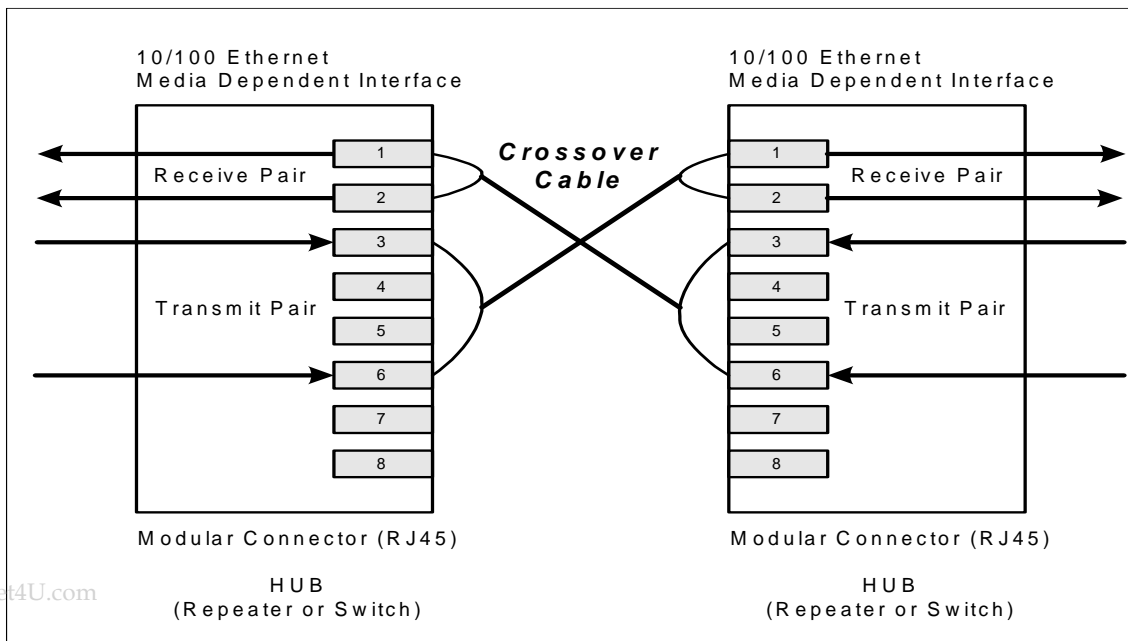 10/100 Ethernet
Media Dependent Interface
10/100 Ethernet
Media Dependent Interface
1
Receive Pair
2
3
4
Transmit Pair
5
6
7
8
Crossover
Cable
1
Receive Pair
2
3
4
Transmit Pair
5
6
7
8
Modular Connector (RJ45)
Modular Connector (RJ45)
HUB
(Repeater or Switch)
HUB
(Repeater or Switch)
et4U.com